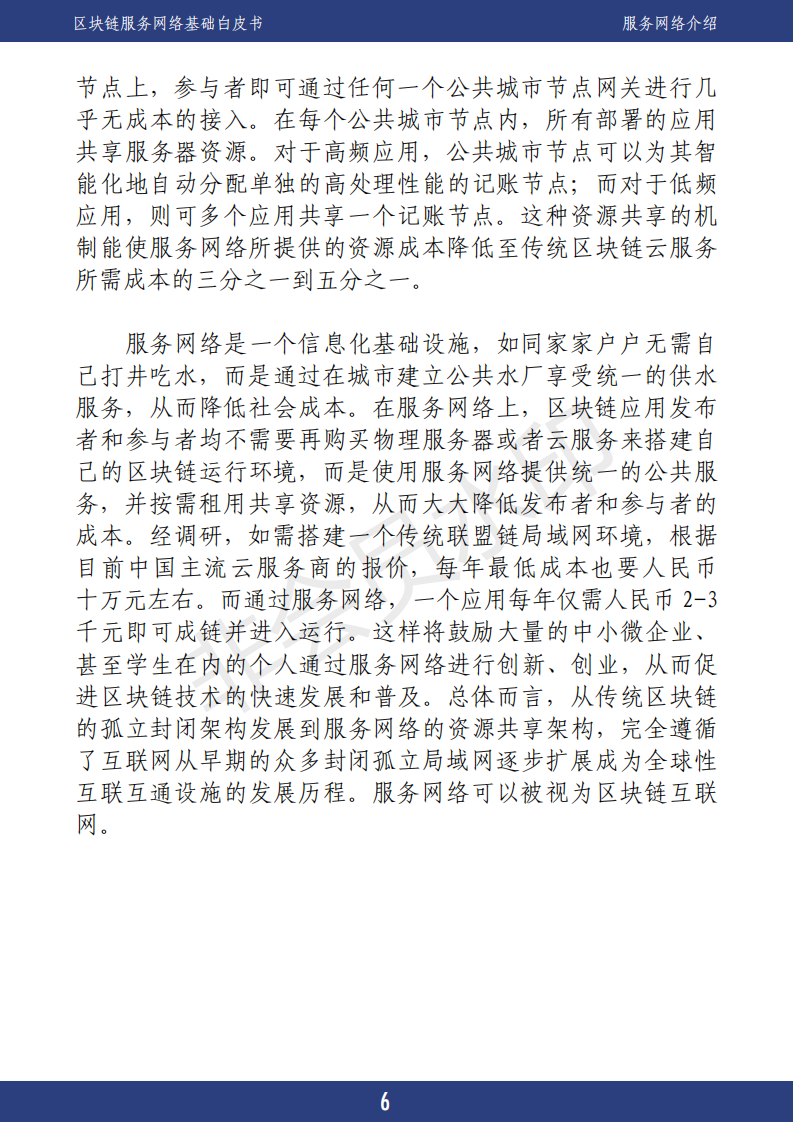 区块链服务网络基础白皮书
服务网络介绍
节点上，参与者即可通过任何一个公共城市节点网关进行几
乎无成本的接入。在每个公共城市节点内，所有部署的应用
共享服务器资源。对于高频应用，公共城市节点可以为其智
能化地自动分配单独的高处理性能的记账节点；而对于低频
应用，则可多个应用共享一个记账节点。这种资源共享的机
制能使服务网络所提供的资源成本降低至传统区块链云服务
所需成本的三分之一到五分之一。
服务网络是一个信息化基础设施，如同家家户户无需自
己打井吃水，而是通过在城市建立公共水厂享受统一的供水
服务，从而降低社会成本。在服务网络上，区块链应用发布
者和参与者均不需要再购买物理服务器或者云服务来搭建自
己的区块链运行环境，而是使用服务网络提供统一的公共服
务，并按需租用共享资源，从而大大降低发布者和参与者的
成本。经调研，如需搭建一个传统联盟链局域网环境，根据
目前中国主流云服务商的报价，每年最低成本也要人民币
十万元左右。而通过服务网络，一个应用每年仅需人民币 2-3
千元即可成链并进入运行。这样将鼓励大量的中小微企业、
甚至学生在内的个人通过服务网络进行创新、创业，从而促
进区块链技术的快速发展和普及。总体而言，从传统区块链
的孤立封闭架构发展到服务网络的资源共享架构，完全遵循
了互联网从早期的众多封闭孤立局域网逐步扩展成为全球性
互联互通设施的发展历程。服务网络可以被视为区块链互联
网。
非会员水印
6